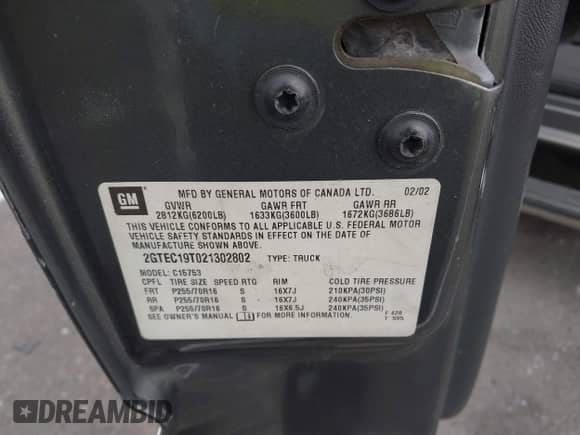 GM
MFD BY GENERAL MOTORS OF CANADA LTD. 02/02
GVWR GAWR FRT GAWR RR
2812KG(6200LB) 1633KG(3600LB) 1672KG(3686LB)
THIS VEHICLE CONFORMS TO ALL APPLICABLE U.S. FEDERAL MOTOR
VEHICLE SAFETY STANDARDS IN EFFECT ON THE DATE OF
MANUFACTURE SHOWN ABOVE.
2GTEC19T021302802 TYPE: TRUCK
MODEL: C15753
CPFL TIRE SIZE SPEED RTG RIM COLD TIRE PRESSURE
FRT P255/70R16 S 16X7J 210KPA(30PSI)
RR P255/70R16 S 16X7J 240KPA(35PSI)
SPA P255/70R16 S 16X6.5J 240KPA(35PSI)
SEE OWNER'S MANUAL FOR MORE INFORMATION.
DREAMBID